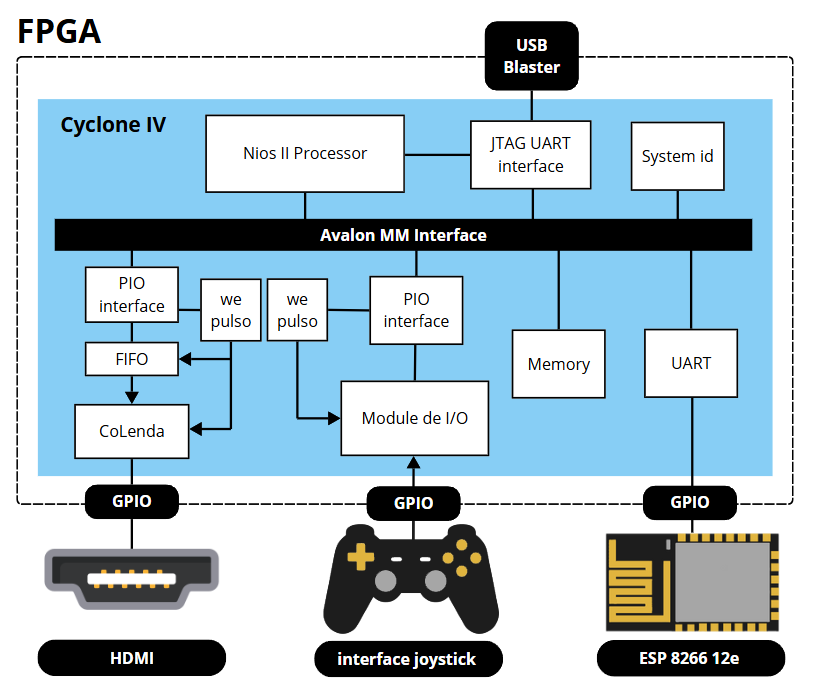 FPGA
USB
Blaster
Cyclone IV
Nios II Processor
JTAG UART
interface
System id
Avalon MM Interface
PIO
interface
we
pulso
we
pulso
PIO
interface
FIFO
Memory
UART
CoLenda
Module de I/O
GPIO
GPIO
GPIO
HDMI
interface joystick
ESP 8266 12e